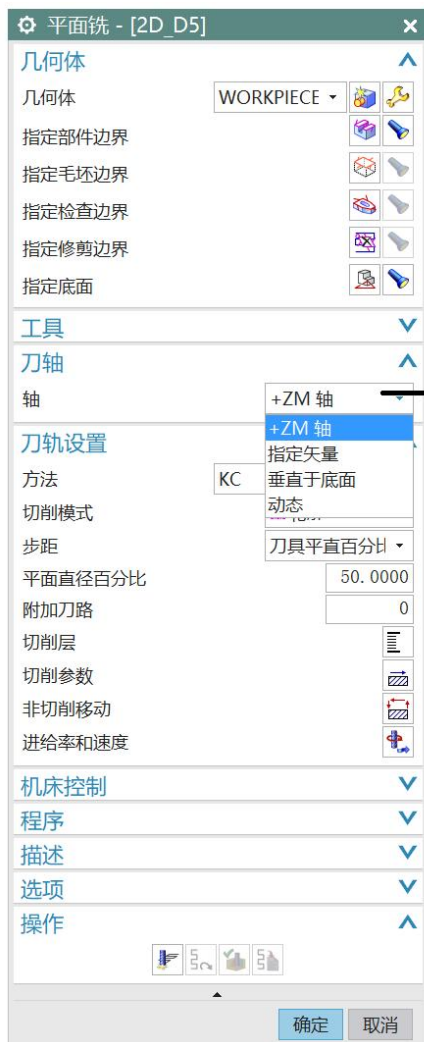 平面铣 - [2D_D5]
几何体
几何体 WORKPIECE
指定部件边界
指定毛坯边界
指定检查边界
指定修剪边界
指定底面
工具
刀轴
轴 +ZM 轴
+ZM 轴
指定矢量
垂直于底面
动态
刀轨设置
方法 KC
切削模式
步距 刀具平直百分比
平面直径百分比 50.0000
附加刀路 0
切削层
切削参数
非切削移动
进给率和速度
机床控制
程序
描述
选项
操作
确定 取消